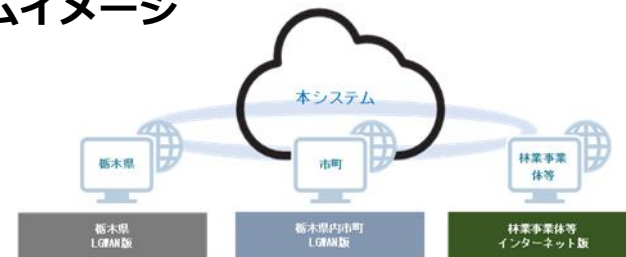 ムイメージ
本システム
栃木県
市町
林業事業
体等
栃木県
LGWAN版
栃木県内市町
LGWAN版
林業事業体等
インターネット版